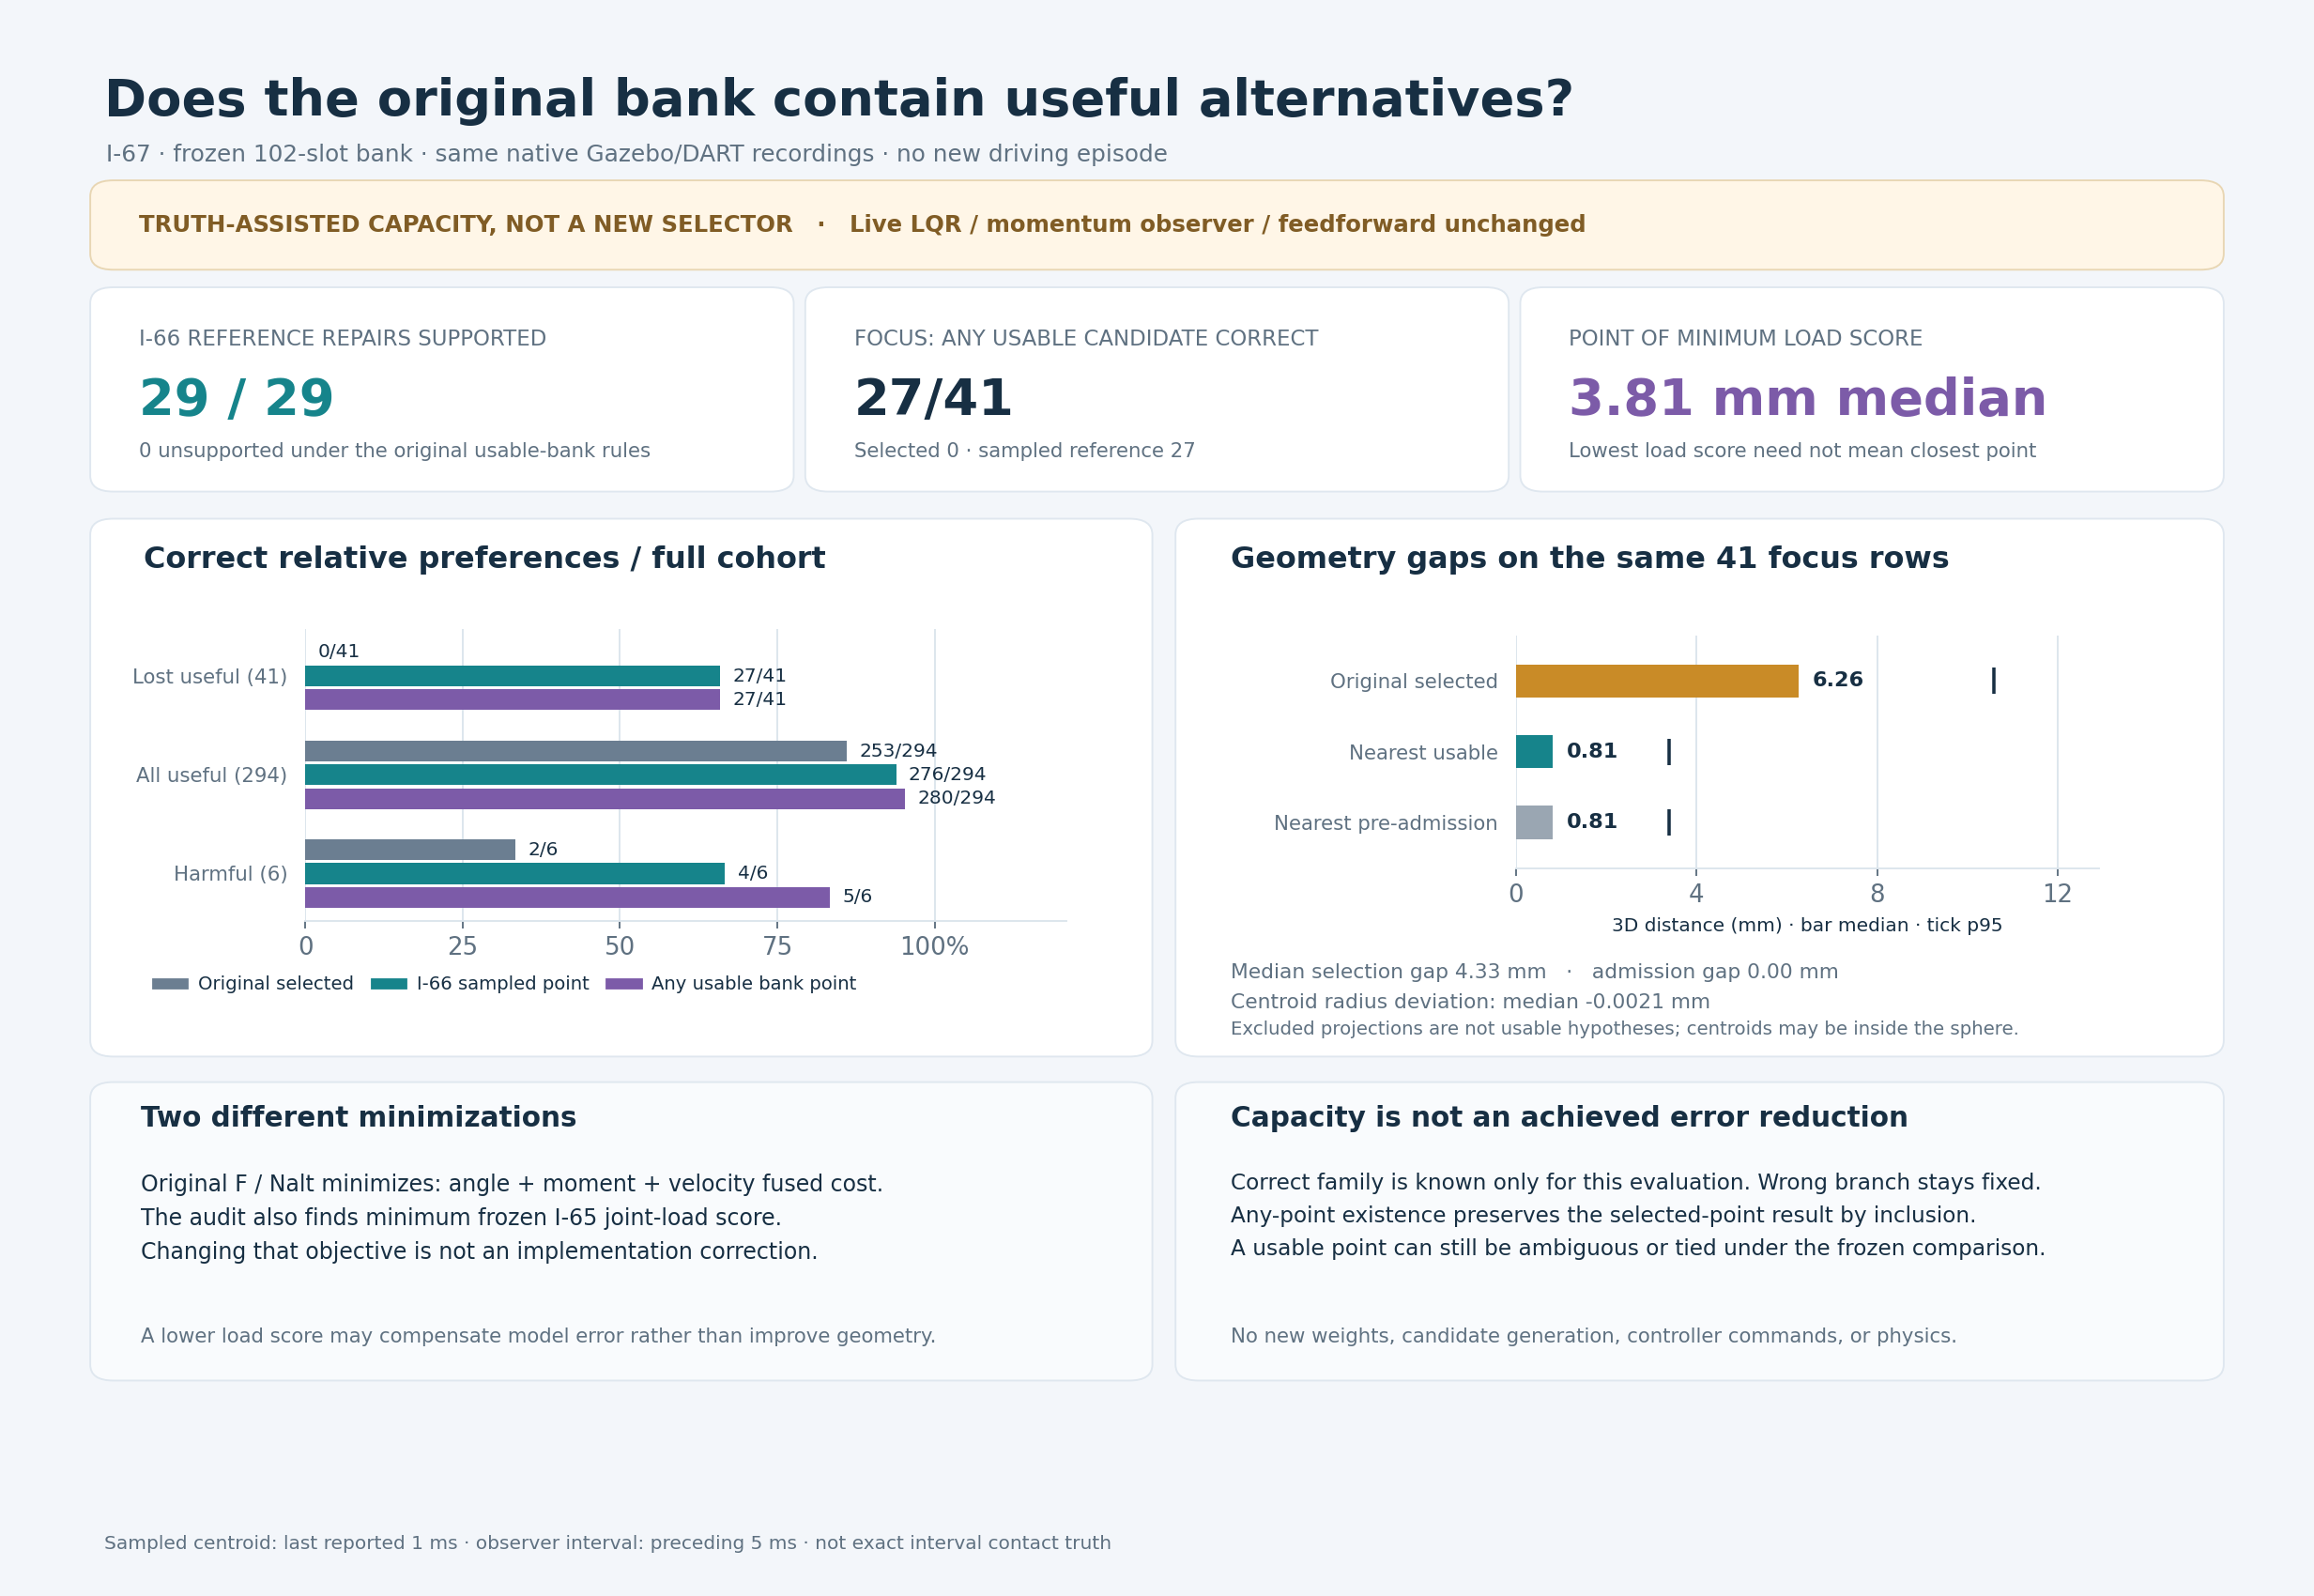 Does the original bank contain useful alternatives?
I-67 · frozen 102-slot bank · same native Gazebo/DART recordings · no new driving episode
TRUTH-ASSISTED CAPACITY, NOT A NEW SELECTOR · Live LQR / momentum observer / feedforward unchanged
I-66 REFERENCE REPAIRS SUPPORTED
29 / 29
0 unsupported under the original usable-bank rules
FOCUS: ANY USABLE CANDIDATE CORRECT
27/41
Selected 0 · sampled reference 27
POINT OF MINIMUM LOAD SCORE
3.81 mm median
Lowest load score need not mean closest point
Correct relative preferences / full cohort
0/41
Lost useful (41)
27/41
27/41
253/294
All useful (294)
276/294
280/294
2/6
Harmful (6)
4/6
5/6
0 25 50 75 100%
Original selected I-66 sampled point Any usable bank point
Geometry gaps on the same 41 focus rows
Original selected 6.26
Nearest usable 0.81
Nearest pre-admission 0.81
0 4 8 12
3D distance (mm) · bar median · tick p95
Median selection gap 4.33 mm · admission gap 0.00 mm
Centroid radius deviation: median -0.0021 mm
Excluded projections are not usable hypotheses; centroids may be inside the sphere.
Two different minimizations
Original F / Nalt minimizes: angle + moment + velocity fused cost.
The audit also finds minimum frozen I-65 joint-load score.
Changing that objective is not an implementation correction.
A lower load score may compensate model error rather than improve geometry.
Capacity is not an achieved error reduction
Correct family is known only for this evaluation. Wrong branch stays fixed.
Any-point existence preserves the selected-point result by inclusion.
A usable point can still be ambiguous or tied under the frozen comparison.
No new weights, candidate generation, controller commands, or physics.
Sampled centroid: last reported 1 ms · observer interval: preceding 5 ms · not exact interval contact truth